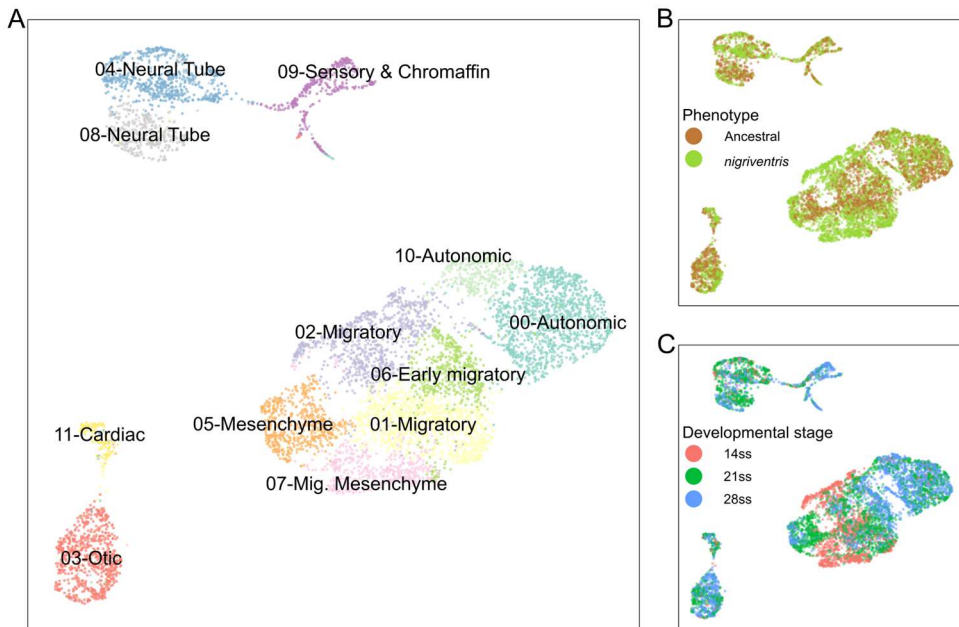 A
04-Neural Tube
09-Sensory & Chromaffin
08-Neural Tube
10-Autonomic
00-Autonomic
02-Migratory
06-Early migratory
05-Mesenchyme
01-Migratory
11-Cardiac
07-Mig. Mesenchyme
03-Otic
B
Phenotype
Ancestral
nigriventris
C
Developmental stage
14ss
21ss
28ss